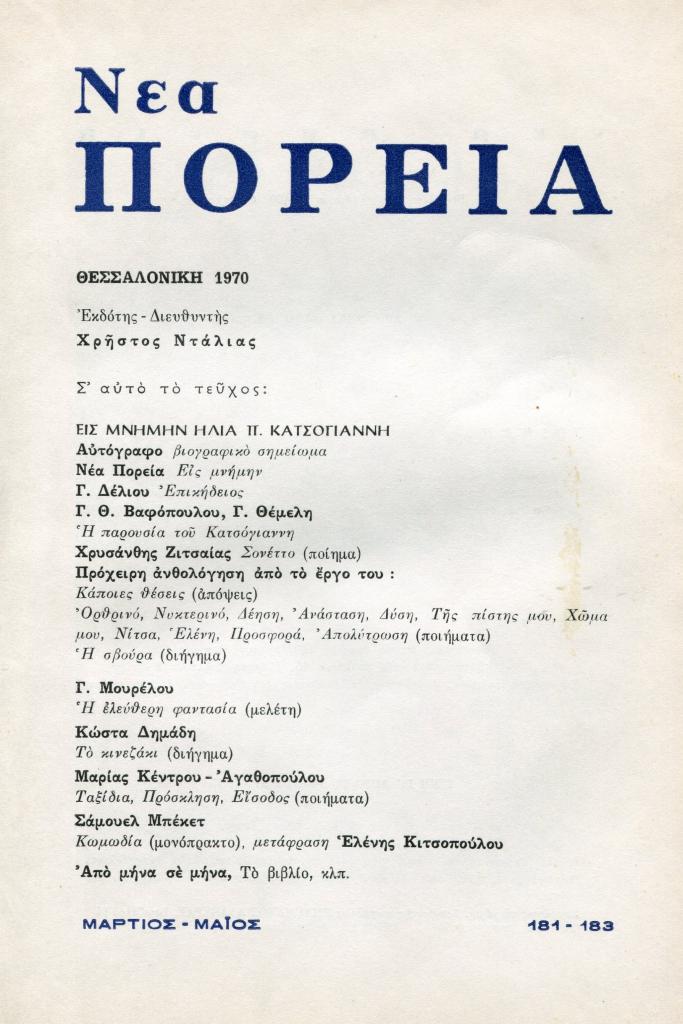 Νεα
ΠΟΡΕΙΑ
ΘΕΣΣΑΛΟΝΙΚΗ 1970
Ἐκδότης - Διευθυντὴς
Χρῆστος Ντάλιας
Σ' αὐτὸ τὸ τεῦχος:
ΕΙΣ ΜΝΗΜΗΝ ΗΛΙΑ Π. ΚΑΤΣΟΓΙΑΝΝΗ
Αὐτόγραφο βιογραφικὸ σημείωμα
Νέα Πορεία Εἰς μνήμην
Γ. Δέλιου Ἐπικήδειος
Γ. Θ. Βαφόπουλου, Γ. Θέμελη
Ἡ παρουσία τοῦ Κατσόγιαννη
Χρυσάνθης Ζιτσαίας Σονέττο (ποίημα)
Πρόχειρη ἀνθολόγηση ἀπὸ τὸ ἔργο του :
Κάποιες θέσεις (ἀπόψεις)
Ὀρθρινό, Νυκτερινό, Δέηση, Ἀνάσταση, Δύση, Τῆς πίστης μου, Χῶμα
μου, Νίτσα, Ἑλένη, Προσφορά, Ἀπολύτρωση (ποιήματα)
Ἡ σβούρα (διήγημα)
Γ. Μουρέλου
Ἡ ἐλεύθερη φαντασία (μελέτη)
Κώστα Δημάδη
Τὸ κινεζάκι (διήγημα)
Μαρίας Κέντρου - Ἀγαθοπούλου
Ταξίδια, Πρόσκληση, Εἴσοδος (ποιήματα)
Σάμουελ Μπέκετ
Κωμωδία (μονόπρακτο), μετάφραση Ἑλένης Κιτσοπούλου
Ἀπὸ μήνα σὲ μήνα, Τὸ βιβλίο, κλπ.
ΜΑΡΤΙΟΣ - ΜΑΪΟΣ 181 - 183